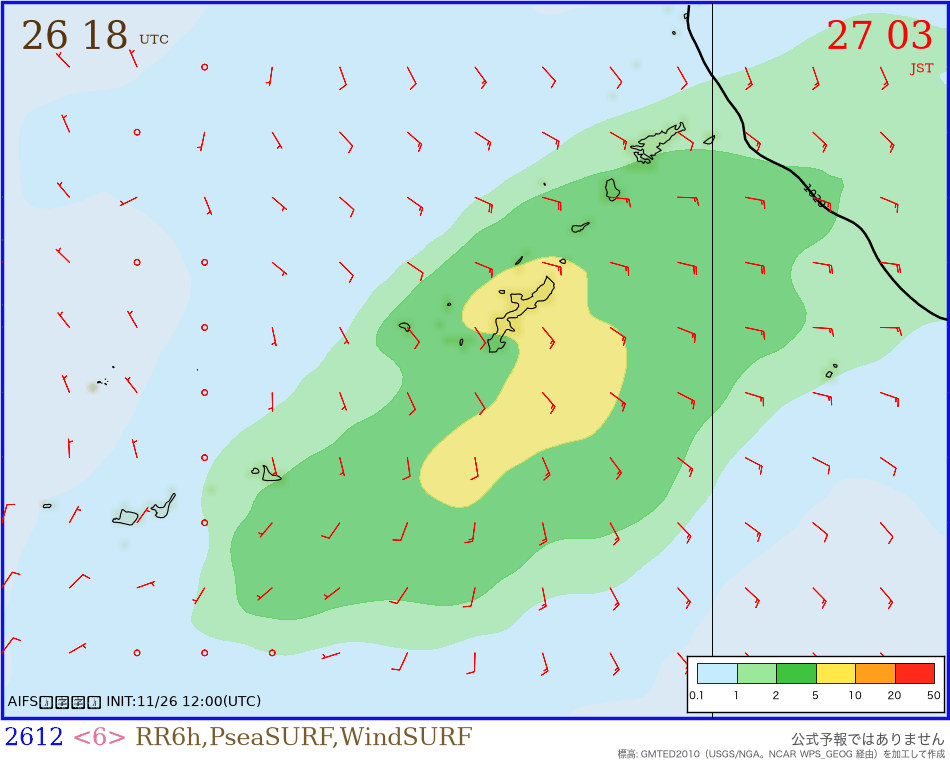 26 18 UTC
27 03
JST
AIFS INIT:11/26 12:00(UTC)
0.1 1 2 5 10 20 50
2612 <6> RR6h,PseaSURF,WindSURF
公式予報ではありません
標高: GMTED2010（USGS/NGA。NCAR WPS_GEOG 経由）を加工して作成